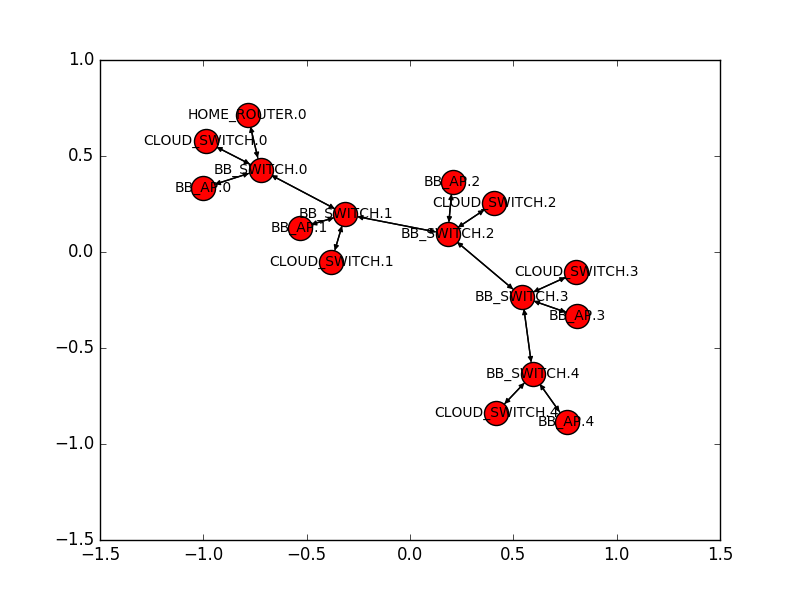 1.0
HOME_ROUTER.0
CLOUD_SWITCH.0
0.5
BB_SWITCH.0
BB_AP.0
BB_AP.2
CLOUD_SWITCH.2
BB_SWITCH.1
BB_AP.1
BB_SWITCH.2
0.0
CLOUD_SWITCH.1
CLOUD_SWITCH.3
BB_SWITCH.3
BB_AP.3
−0.5
BB_SWITCH.4
CLOUD_SWITCH.4
BB_AP.4
−1.0
−1.5
−1.5 −1.0 −0.5 0.0 0.5 1.0 1.5